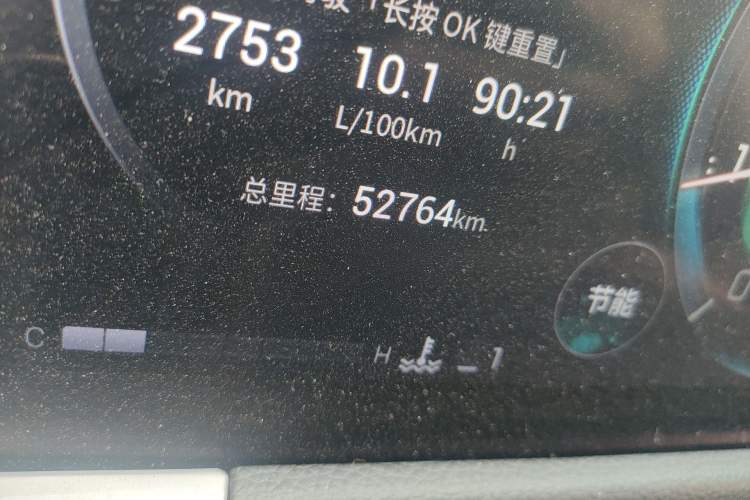 驶「长按 OK 键重置」
2753 10.1 90:21
km L/100km h
总里程：52764km
节能
C H